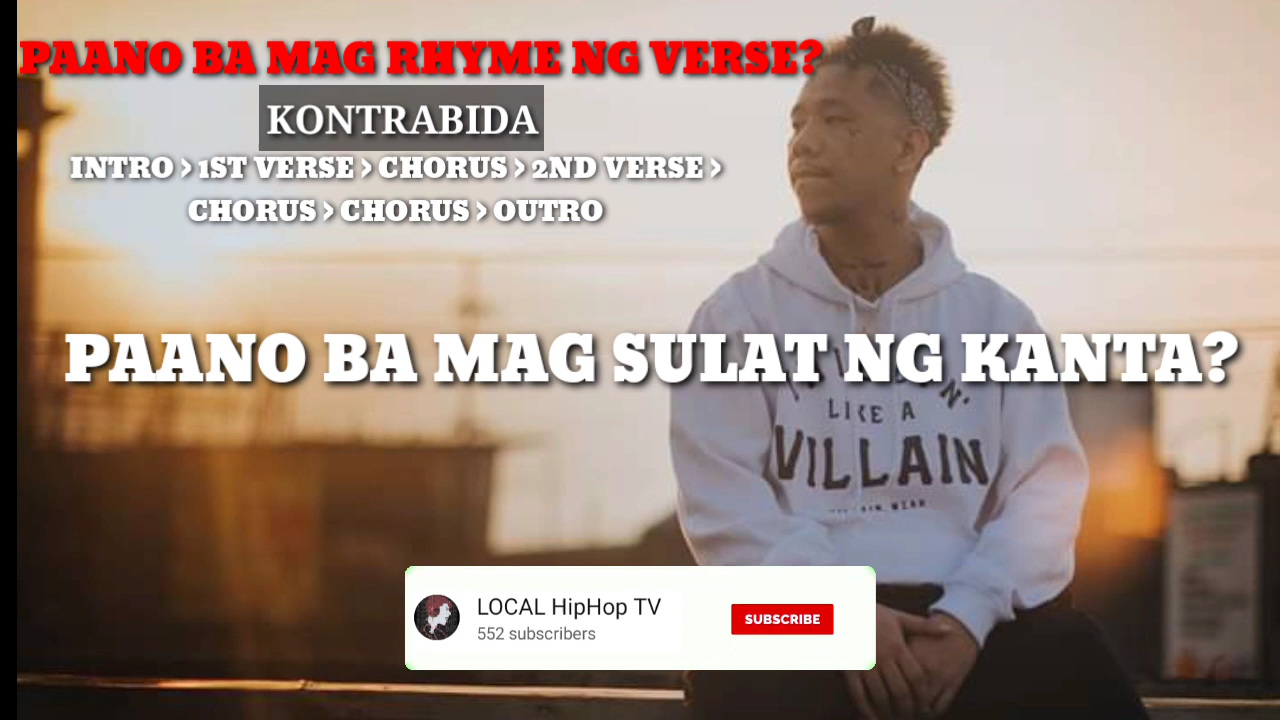 PAANO BA MAG RHYME NG VERSE?
KONTRABIDA
INTRO > 1ST VERSE > CHORUS > 2ND VERSE >
CHORUS > CHORUS > OUTRO
PAANO BA MAG SULAT NG KANTA?
LIKE A
VILLAIN
LOCAL HipHop TV
552 subscribers
SUBSCRIBE